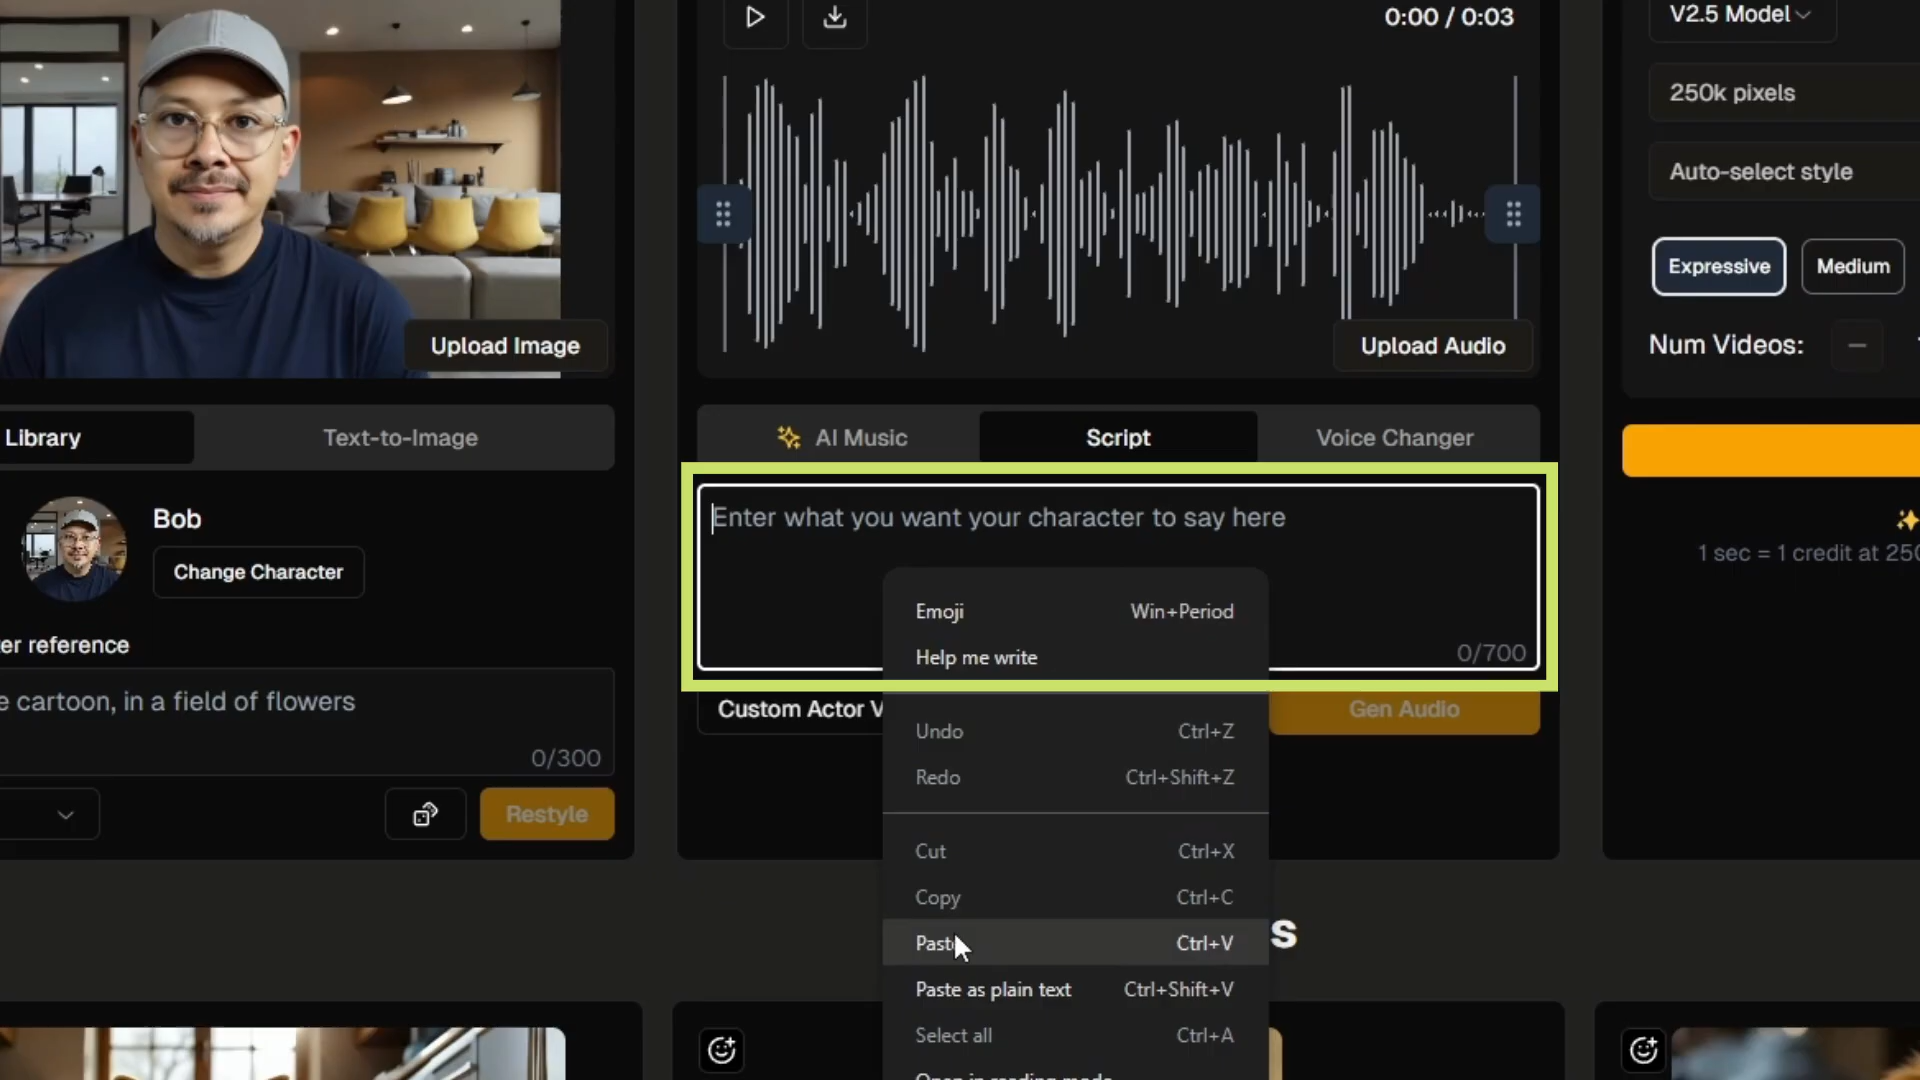 Upload Image
Library
Text-to-Image
Bob
Change Character
er reference
e cartoon, in a field of flowers
0/300
Restyle
0:00 / 0:03
Upload Audio
AI Music
Script
Voice Changer
Enter what you want your character to say here
0/700
Custom Actor V
Gen Audio
Emoji Win+Period
Help me write
Undo Ctrl+Z
Redo Ctrl+Shift+Z
Cut Ctrl+X
Copy Ctrl+C
Paste Ctrl+V
Paste as plain text Ctrl+Shift+V
Select all Ctrl+A
Open in reading mode
s
V2.5 Model
250k pixels
Auto-select style
Expressive
Medium
Num Videos:
1 sec = 1 credit at 250